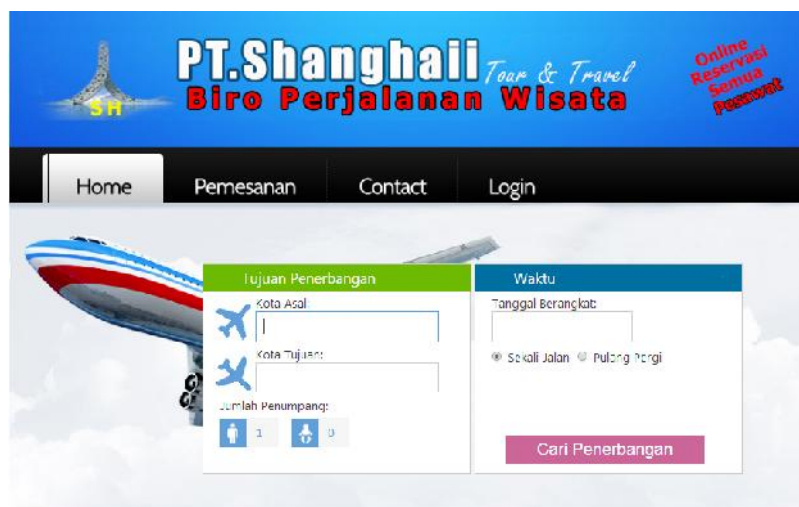 SH
PT.Shanghaii Tour & Travel
Biro Perjalanan Wisata
Online
Reservasi
Semua
Pesawat
Home Pemesanan Contact Login
Tujuan Penerbangan
Waktu
Kota Asal:
Tanggal Berangkat:
Kota Tujuan:
Sekali Jalan Pulang Pergi
Jumlah Penumpang:
1 0
Cari Penerbangan